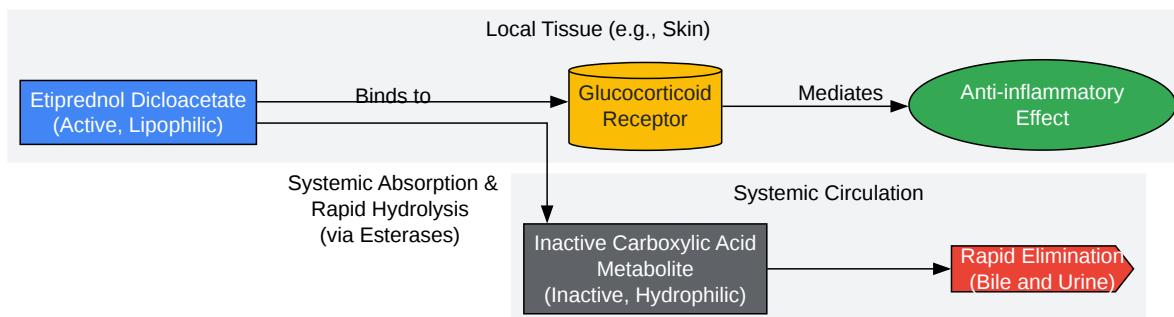 Local Tissue (e.g., Skin)
Etiprednol Dicloacetate
(Active, Lipophilic)
Binds to
Glucocorticoid
Receptor
Mediates
Anti-inflammatory
Effect
Systemic Absorption &
Rapid Hydrolysis
(via Esterases)
Systemic Circulation
Inactive Carboxylic Acid
Metabolite
(Inactive, Hydrophilic)
Rapid Elimination
(Bile and Urine)